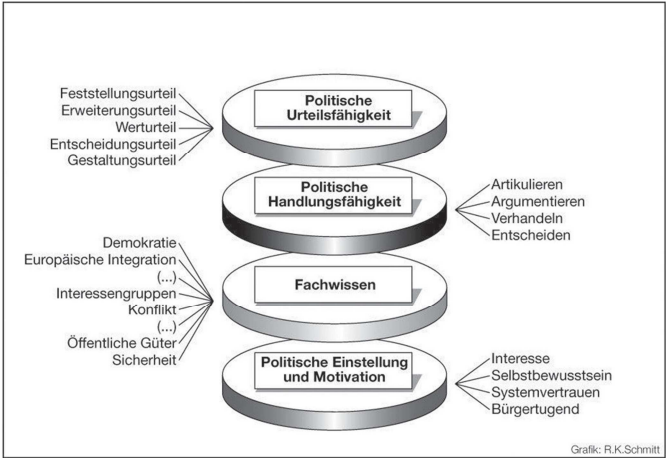 Feststellungsurteil
Erweiterungsurteil
Werturteil
Entscheidungsurteil
Gestaltungsurteil
Politische
Urteilsfähigkeit
Politische
Handlungsfähigkeit
Artikulieren
Argumentieren
Verhandeln
Entscheiden
Demokratie
Europäische Integration
(...)
Interessengruppen
Konflikt
(...)
Öffentliche Güter
Sicherheit
Fachwissen
Politische Einstellung
und Motivation
Interesse
Selbstbewusstsein
Systemvertrauen
Bürgertugend
Grafik: R.K.Schmitt